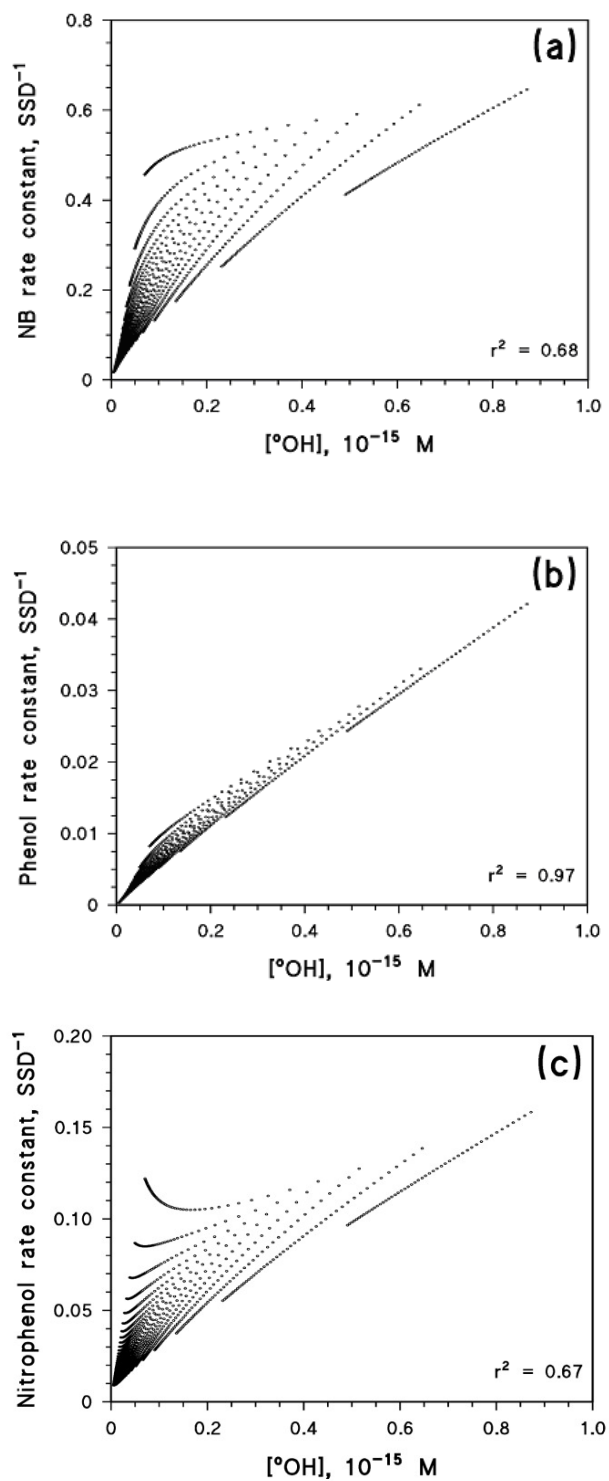 (a)
0.8
0.6
0.4
0.2
0
NB rate constant, SSD⁻¹
r² = 0.68
0 0.2 0.4 0.6 0.8 1.0
[°OH], 10⁻¹⁵ M
(b)
0.05
0.04
0.03
0.02
0.01
0
Phenol rate constant, SSD⁻¹
r² = 0.97
0 0.2 0.4 0.6 0.8 1.0
[°OH], 10⁻¹⁵ M
(c)
0.20
0.15
0.10
0.05
0
Nitrophenol rate constant, SSD⁻¹
r² = 0.67
0 0.2 0.4 0.6 0.8 1.0
[°OH], 10⁻¹⁵ M